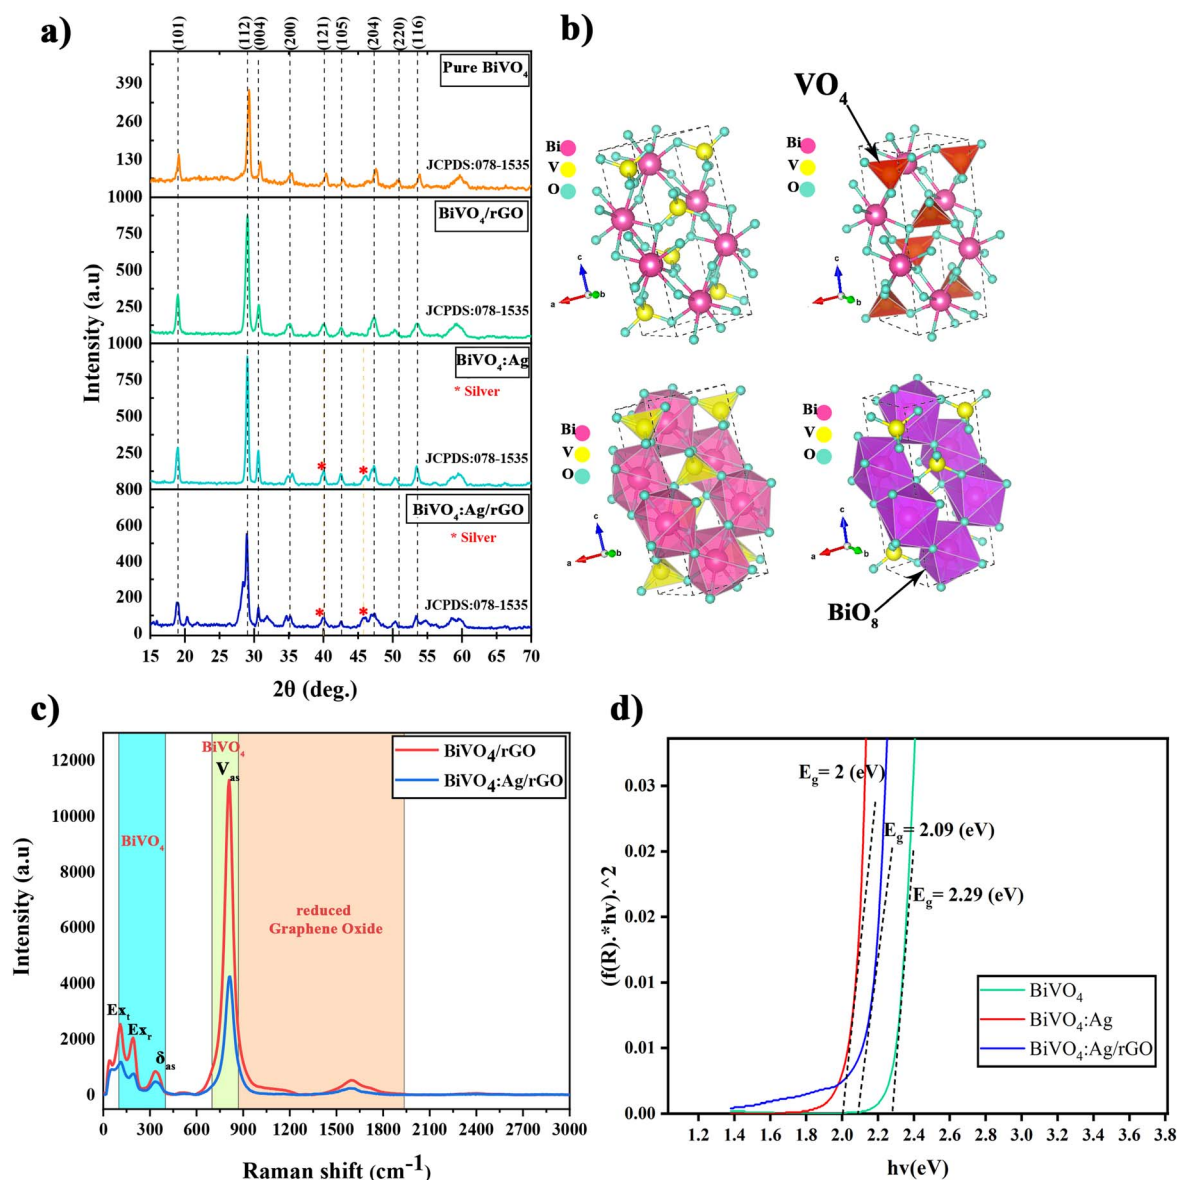 a)
(101)
(112)
(004)
(200)
(121)
(105)
(204)
(220)
(116)
Intensity (a.u)
390
260
130
Pure BiVO4
JCPDS:078-1535
1000
750
500
250
BiVO4/rGO
JCPDS:078-1535
1000
750
500
250
BiVO4:Ag
* Silver
JCPDS:078-1535
*
*
800
600
400
200
0
BiVO4:Ag/rGO
* Silver
JCPDS:078-1535
*
*
15 20 25 30 35 40 45 50 55 60 65 70
2θ (deg.)
b)
Bi
V
O
c
a
b
VO4
Bi
V
O
c
a
b
Bi
V
O
c
a
b
Bi
V
O
c
a
b
BiO8
c)
Intensity (a.u)
12000
10000
8000
6000
4000
2000
0
BiVO4
Vas
BiVO4/rGO
BiVO4:Ag/rGO
BiVO4
reduced
Graphene Oxide
Ext
Exr
δas
0 300 600 900 1200 1500 1800 2100 2400 2700 3000
Raman shift (cm-1)
d)
(f(R).*hv).^2
0.03
0.02
0.02
0.01
0.01
0.00
Eg= 2 (eV)
Eg= 2.09 (eV)
Eg= 2.29 (eV)
BiVO4
BiVO4:Ag
BiVO4:Ag/rGO
1.2 1.4 1.6 1.8 2.0 2.2 2.4 2.6 2.8 3.0 3.2 3.4 3.6 3.8
hv(eV)